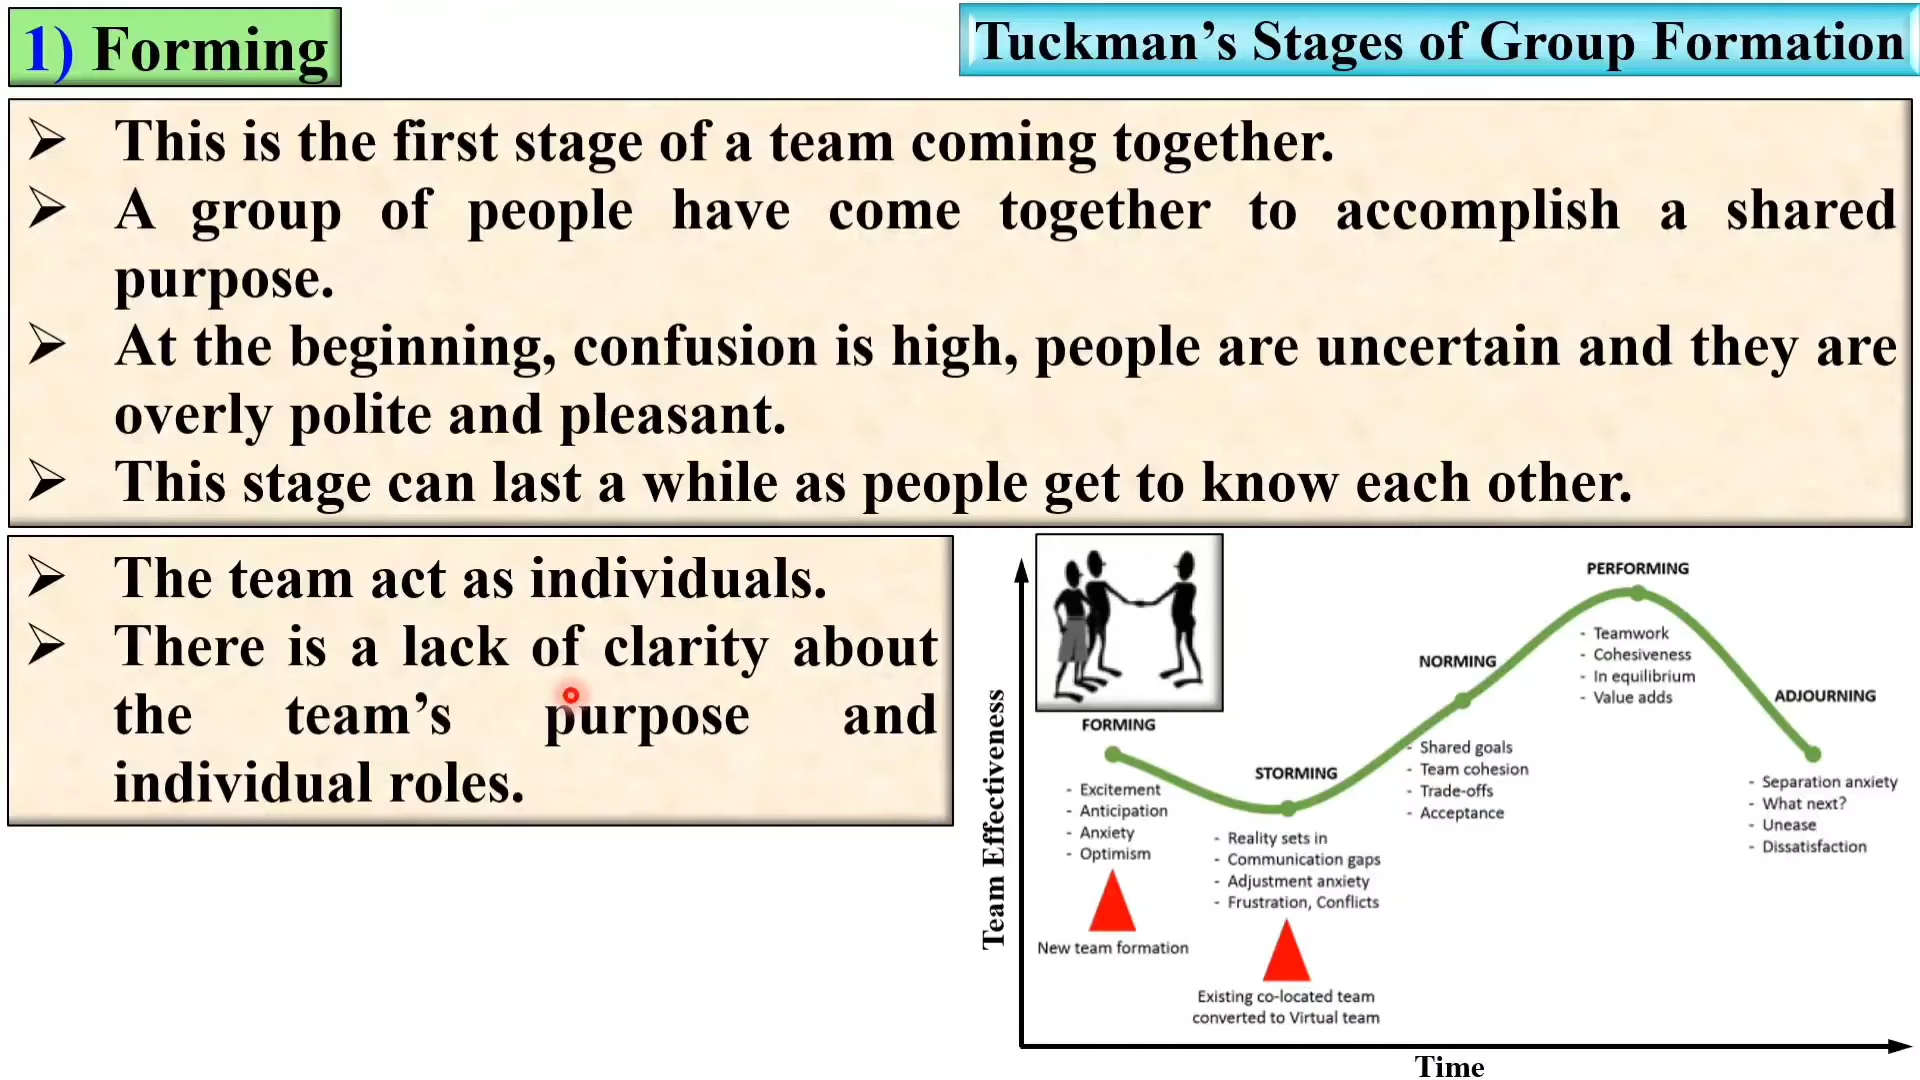 1) Forming
Tuckman's Stages of Group Formation
➢ This is the first stage of a team coming together.
➢ A group of people have come together to accomplish a shared
purpose.
➢ At the beginning, confusion is high, people are uncertain and they are
overly polite and pleasant.
➢ This stage can last a while as people get to know each other.
➢ The team act as individuals.
➢ There is a lack of clarity about
the team's purpose and
individual roles.
Team Effectiveness
FORMING
- Excitement
- Anticipation
- Anxiety
- Optimism
New team formation
STORMING
- Reality sets in
- Communication gaps
- Adjustment anxiety
- Frustration, Conflicts
Existing co-located team
converted to Virtual team
NORMING
- Shared goals
- Team cohesion
- Trade-offs
- Acceptance
PERFORMING
- Teamwork
- Cohesiveness
- In equilibrium
- Value adds
ADJOURNING
- Separation anxiety
- What next?
- Unease
- Dissatisfaction
Time